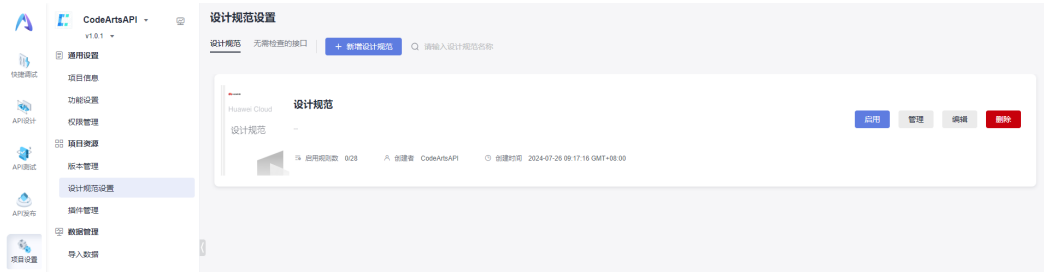 快捷调试
API设计
API测试
API发布
项目设置
CodeArtsAPI
v1.0.1
通用设置
项目信息
功能设置
权限管理
项目资源
版本管理
设计规范设置
插件管理
数据管理
导入数据
设计规范设置
设计规范 无需检查的接口 + 新增设计规范 请输入设计规范名称
Huawei Cloud
设计规范
设计规范
--
启用规则数 0/28 创建者 CodeArtsAPI 创建时间 2024-07-26 09:17:16 GMT+08:00
启用 管理 编辑 删除